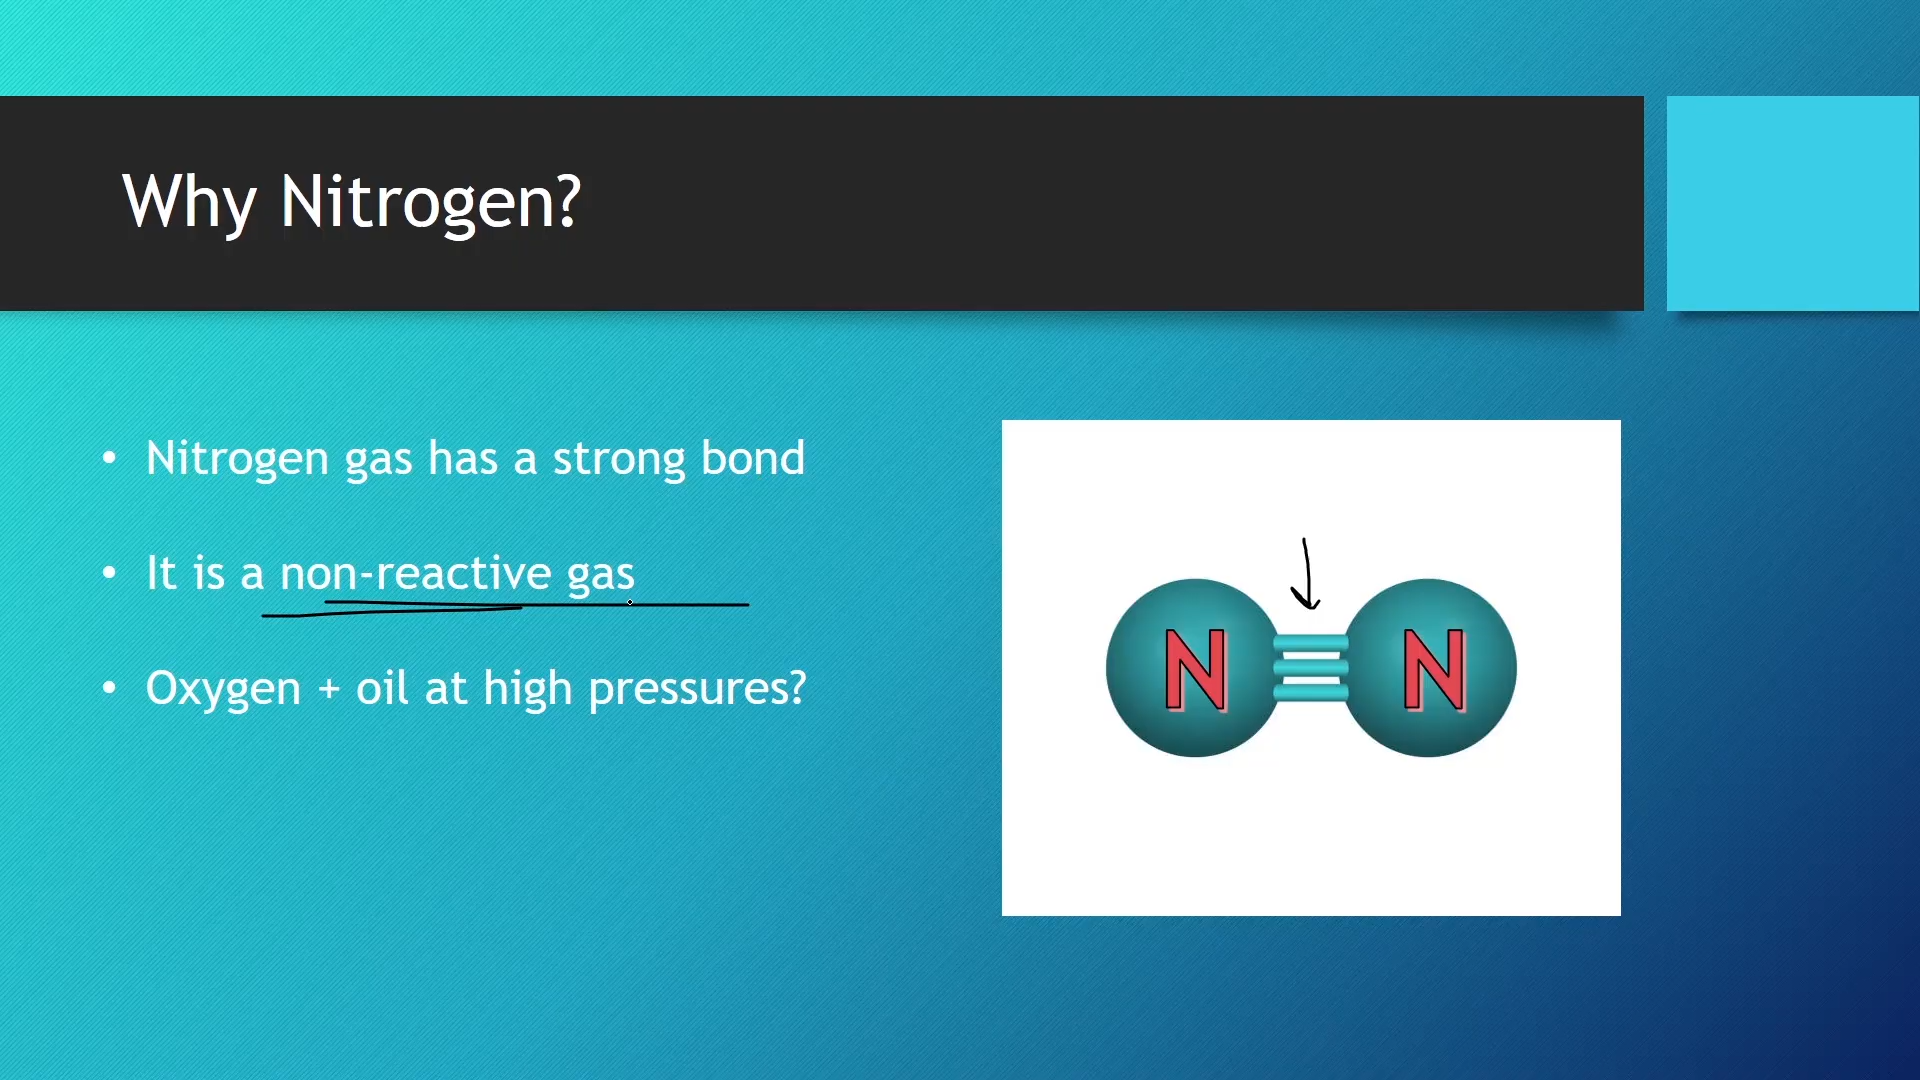 Why Nitrogen?
• Nitrogen gas has a strong bond
• It is a non-reactive gas
• Oxygen + oil at high pressures?
N N